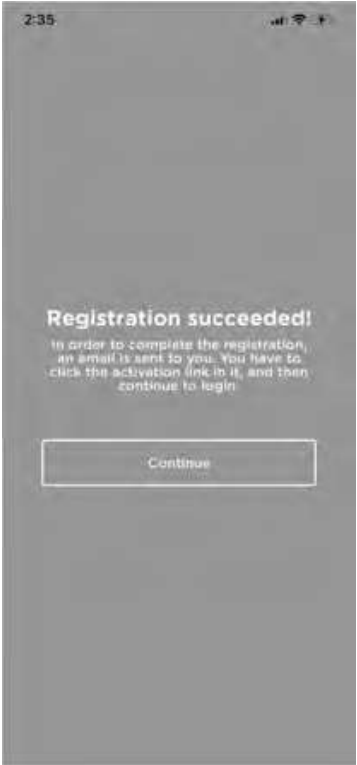 2:35
Registration succeeded!
In order to complete the registration,
an email is sent to you. You have to
click the activation link in it, and then
continue to login
Continue